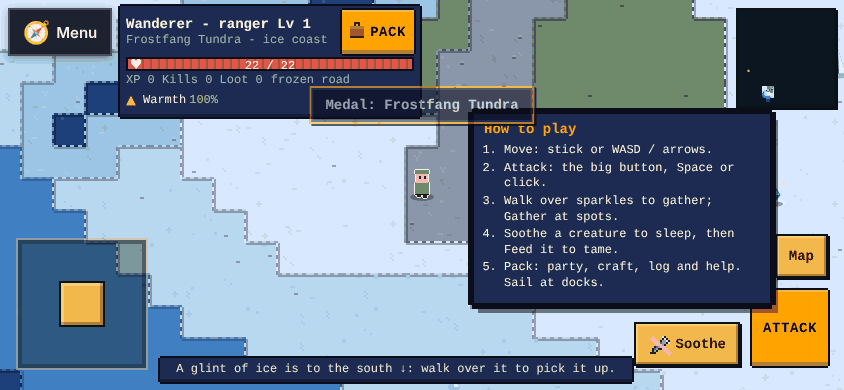 Menu
Wanderer - ranger Lv 1
Frostfang Tundra - ice coast
PACK
22 / 22
XP 0 Kills 0 Loot 0 frozen road
Warmth 100%
Medal: Frostfang Tundra
How to play
1. Move: stick or WASD / arrows.
2. Attack: the big button, Space or
click.
3. Walk over sparkles to gather;
Gather at spots.
4. Soothe a creature to sleep, then
Feed it to tame.
5. Pack: party, craft, log and help.
Sail at docks.
Map
ATTACK
Soothe
A glint of ice is to the south ↓: walk over it to pick it up.